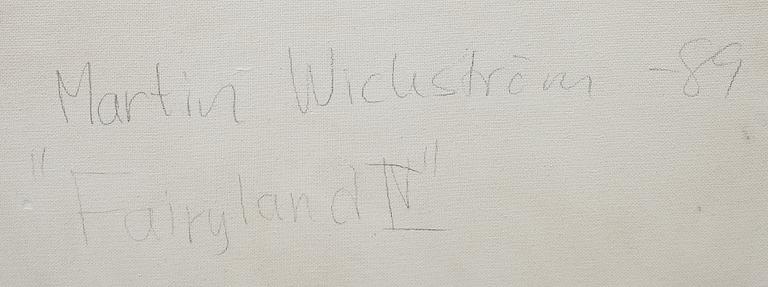 Martin Wickström -89
"Fairyland IV"